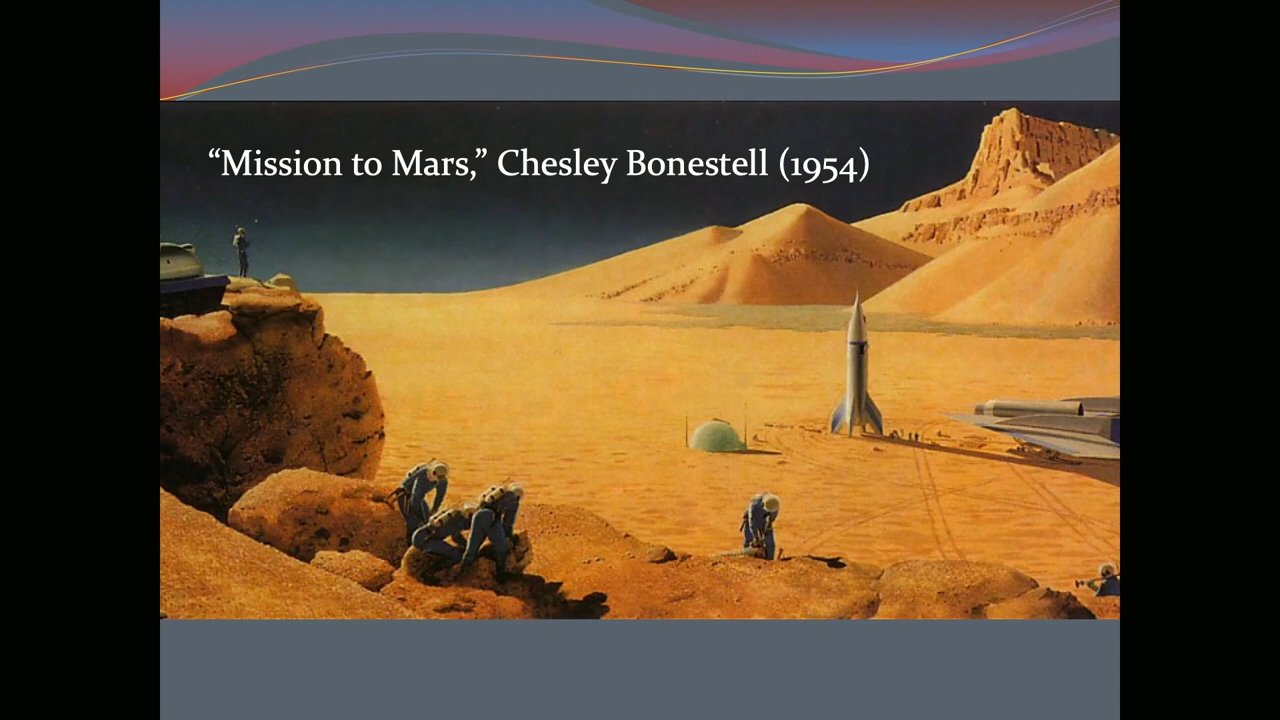 “Mission to Mars,” Chesley Bonestell (1954)